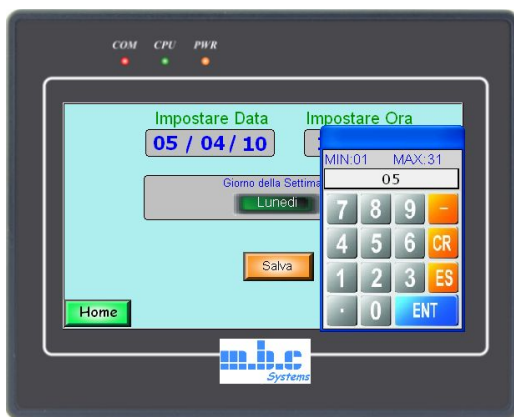 COM CPU PWR
Impostare Data
Impostare Ora
05 / 04 / 10
Giorno della Settima
Lunedi
Salva
Home
MIN:01 MAX:31
05
7 8 9 -
4 5 6 CR
1 2 3 ES
. 0 ENT
m.b.c
Systems